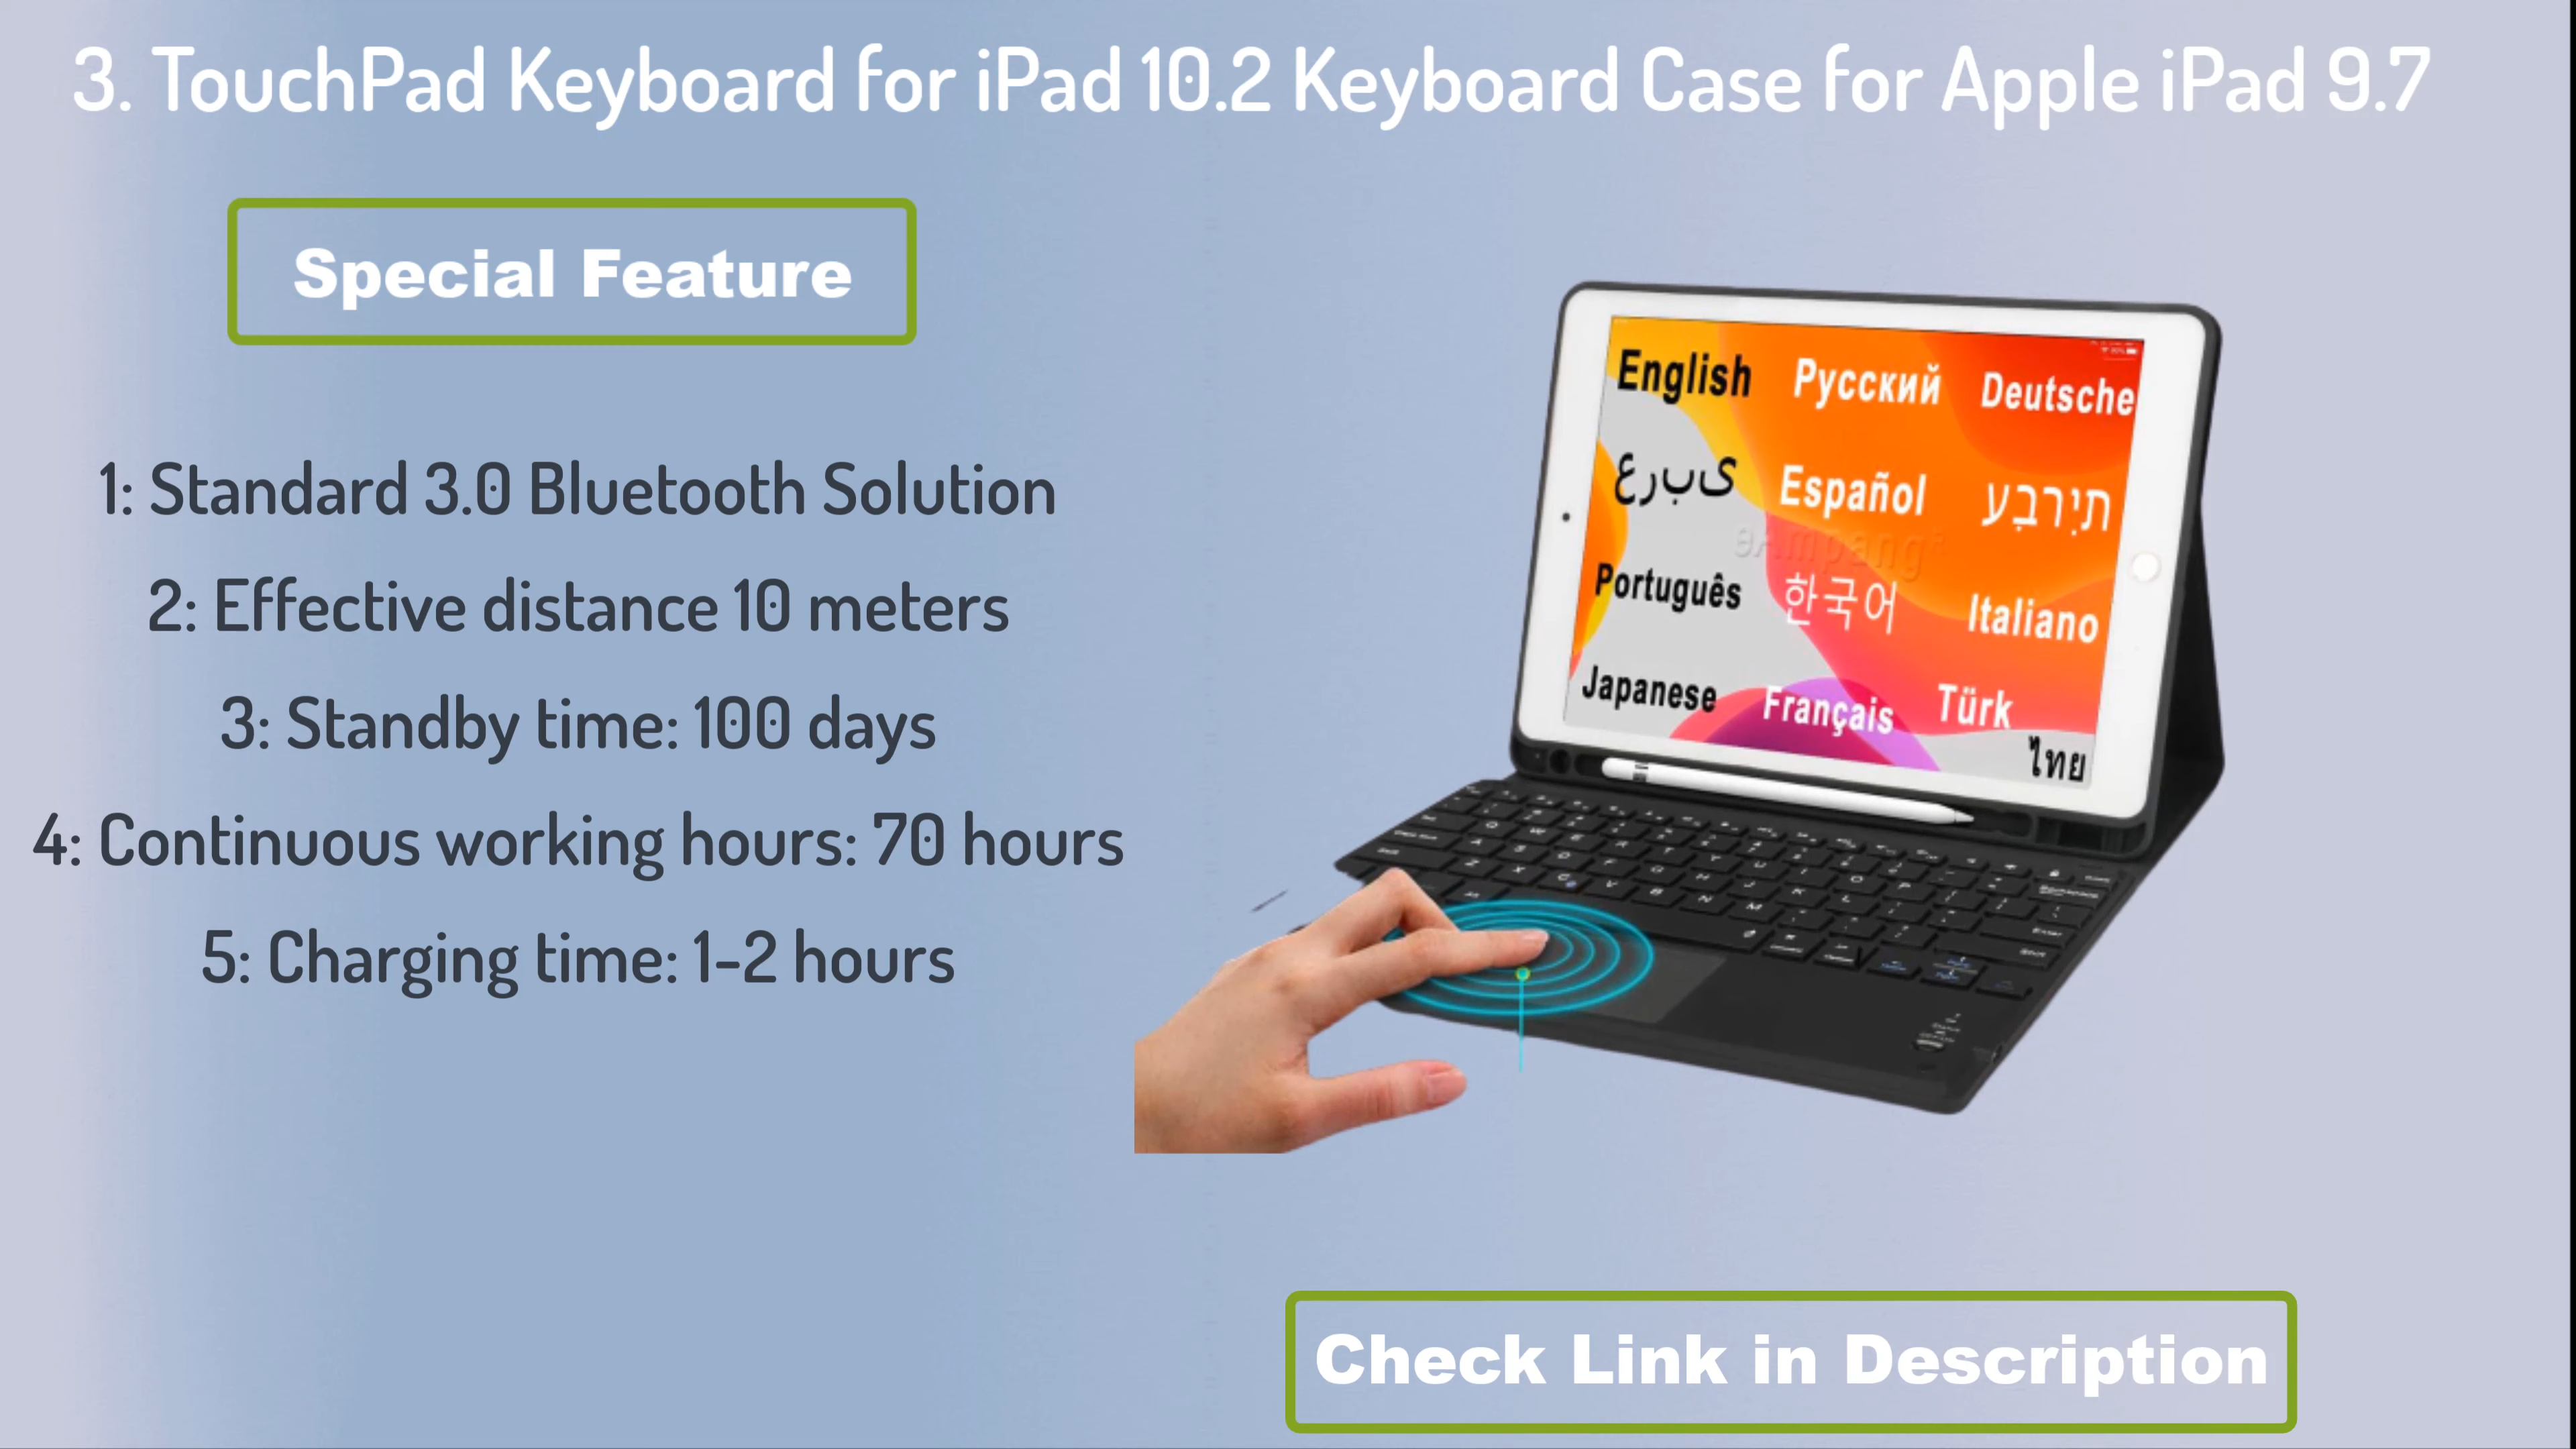 3. TouchPad Keyboard for iPad 10.2 Keyboard Case for Apple iPad 9.7
Special Feature
1: Standard 3.0 Bluetooth Solution
2: Effective distance 10 meters
3: Standby time: 100 days
4: Continuous working hours: 70 hours
5: Charging time: 1-2 hours
English Русский Deutsche
ع ر ب ی ک
Español תירבע
Português 한국어 Italiano
Japanese Français Türk
ไทย
Check Link in Description